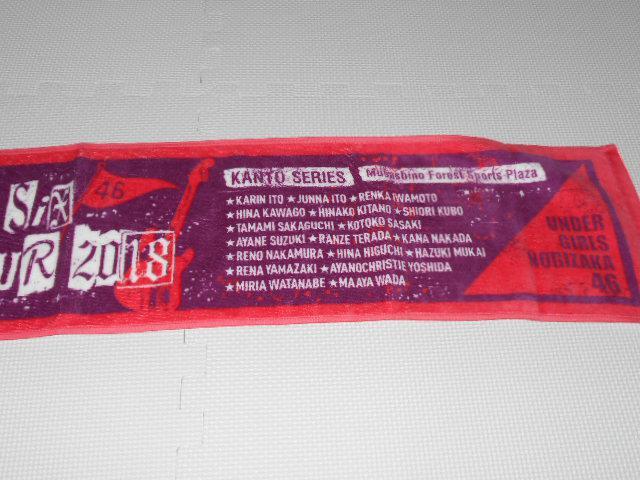 SiX
46
UR 2018
KANTO SERIES Musashino Forest Sports Plaza
★KARIN ITO ★JUNNA ITO ★RENKA IWAMOTO
★HINA KAWAGO ★HINAKO KITANO ★SHIORI KUBO
★TAMAMI SAKAGUCHI ★KOTOKO SASAKI
★AYANE SUZUKI ★RANZE TERADA ★KANA NAKADA
★RENO NAKAMURA ★HINA HIGUCHI ★HAZUKI MUKAI
★RENA YAMAZAKI ★AYANOCHRISTIE YOSHIDA
★MIRIA WATANABE ★MAAYA WADA
UNDER
GIRLS
NOGIZAKA
46